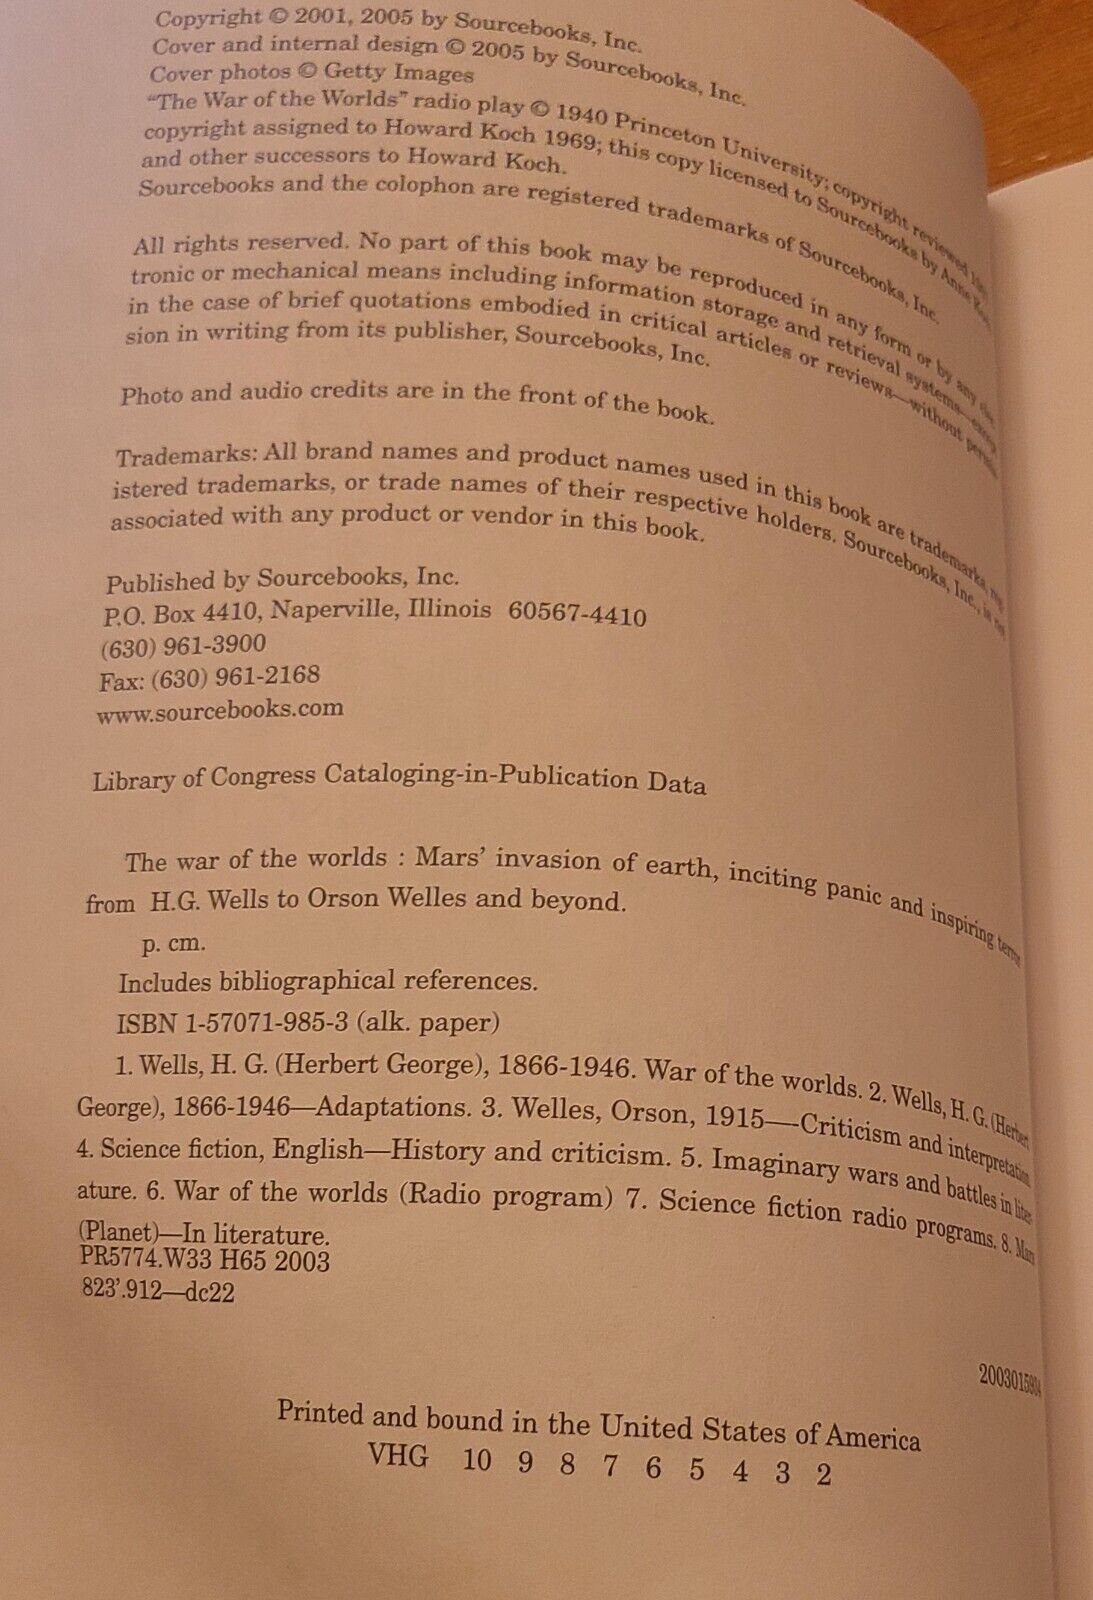 Copyright © 2001, 2005 by Sourcebooks, Inc.
Cover and internal design © 2005 by Sourcebooks, Inc.
Cover photos © Getty Images
"The War of the Worlds" radio play © 1940 Princeton University; copyright reviewed
copyright assigned to Howard Koch 1969; this copy licensed to Sourcebooks by Anne
and other successors to Howard Koch.
Sourcebooks and the colophon are registered trademarks of Sourcebooks, Inc.
All rights reserved. No part of this book may be reproduced in any form or by any
tronic or mechanical means including information storage and retrieval systems—
in the case of brief quotations embodied in critical articles or reviews—without
sion in writing from its publisher, Sourcebooks, Inc.
Photo and audio credits are in the front of the book.
Trademarks: All brand names and product names used in this book are trademarks, reg
istered trademarks, or trade names of their respective holders. Sourcebooks, Inc., is not
associated with any product or vendor in this book.
Published by Sourcebooks, Inc.
P.O. Box 4410, Naperville, Illinois 60567-4410
(630) 961-3900
Fax: (630) 961-2168
www.sourcebooks.com
Library of Congress Cataloging-in-Publication Data
The war of the worlds : Mars' invasion of earth, inciting panic and inspiring terror
from H.G. Wells to Orson Welles and beyond.
p. cm.
Includes bibliographical references.
ISBN 1-57071-985-3 (alk. paper)
1. Wells, H. G. (Herbert George), 1866-1946. War of the worlds. 2. Wells, H. G. (Herbert
George), 1866-1946—Adaptations. 3. Welles, Orson, 1915-—Criticism and interpretation
4. Science fiction, English—History and criticism. 5. Imaginary wars and battles in liter-
ature. 6. War of the worlds (Radio program) 7. Science fiction radio programs. 8. Mars
(Planet)—In literature.
PR5774.W33 H65 2003
823'.912—dc22
Printed and bound in the United States of America
VHG 10 9 8 7 6 5 4 3 2